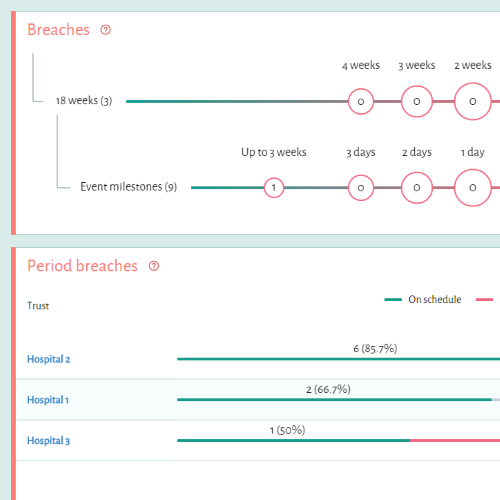 Breaches ?
4 weeks 3 weeks 2 weeks
18 weeks (3) 0 0 0
Up to 3 weeks 3 days 2 days 1 day
Event milestones (9) 1 0 0 0
Period breaches ?
Trust On schedule
6 (85.7%)
Hospital 2
2 (66.7%)
Hospital 1
1 (50%)
Hospital 3